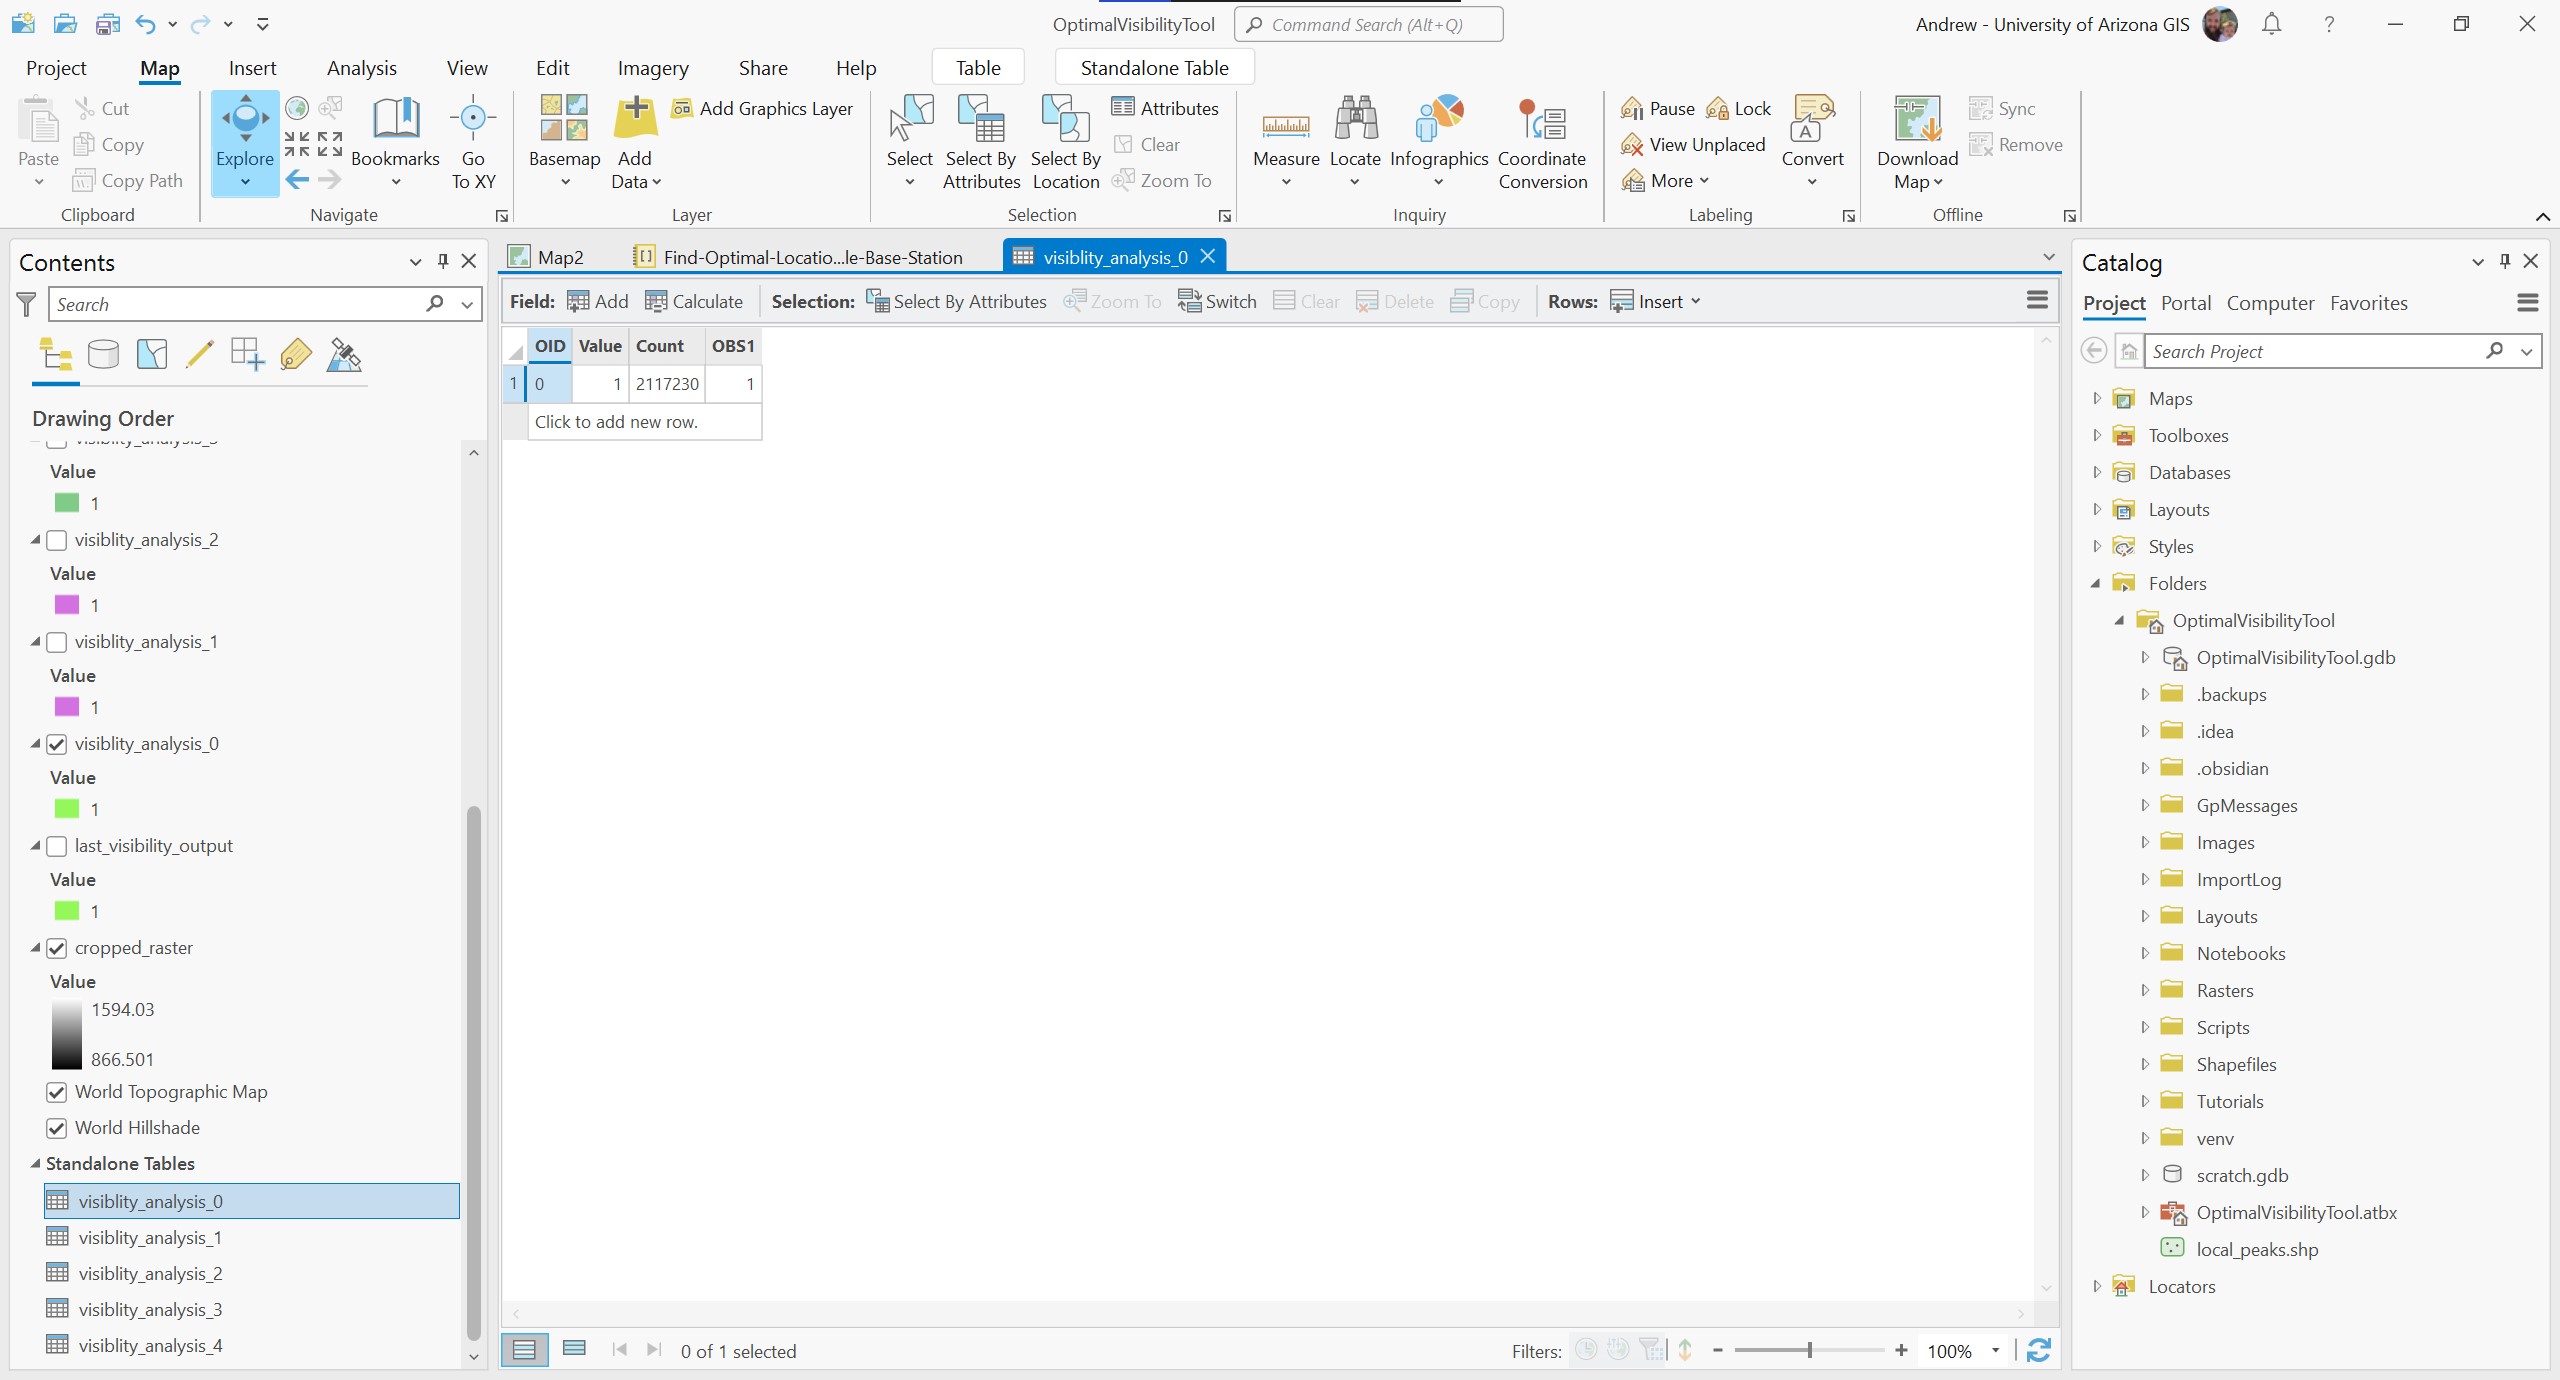 OptimalVisibilityTool
Command Search (Alt+Q)
Andrew - University of Arizona GIS
?
Project
Map
Insert
Analysis
View
Edit
Imagery
Share
Help
Table
Standalone Table
Paste
Cut
Copy
Copy Path
Clipboard
Explore
Bookmarks
Go
To XY
Navigate
Basemap
Add
Data
Add Graphics Layer
Layer
Select
Select By
Attributes
Select By
Location
Attributes
Clear
Zoom To
Selection
Measure
Locate
Infographics
Coordinate
Conversion
Inquiry
Pause
Lock
View Unplaced
More
A
Convert
Labeling
Download
Map
Sync
Remove
Offline
Contents
Search
Drawing Order
Value
1
visiblity_analysis_2
Value
1
visiblity_analysis_1
Value
1
visiblity_analysis_0
Value
1
last_visibility_output
Value
1
cropped_raster
Value
1594.03
866.501
World Topographic Map
World Hillshade
Standalone Tables
visiblity_analysis_0
visiblity_analysis_1
visiblity_analysis_2
visiblity_analysis_3
visiblity_analysis_4
Map2
Find-Optimal-Locatio...le-Base-Station
visiblity_analysis_0
Field: Add Calculate Selection: Select By Attributes Zoom To Switch Clear Delete Copy Rows: Insert
OID Value Count OBS1
1 0 1 2117230 1
Click to add new row.
0 of 1 selected
Filters:
100%
Catalog
Project Portal Computer Favorites
Search Project
Maps
Toolboxes
Databases
Layouts
Styles
Folders
OptimalVisibilityTool
OptimalVisibilityTool.gdb
.backups
.idea
.obsidian
GpMessages
Images
ImportLog
Layouts
Notebooks
Rasters
Scripts
Shapefiles
Tutorials
venv
scratch.gdb
OptimalVisibilityTool.atbx
local_peaks.shp
Locators